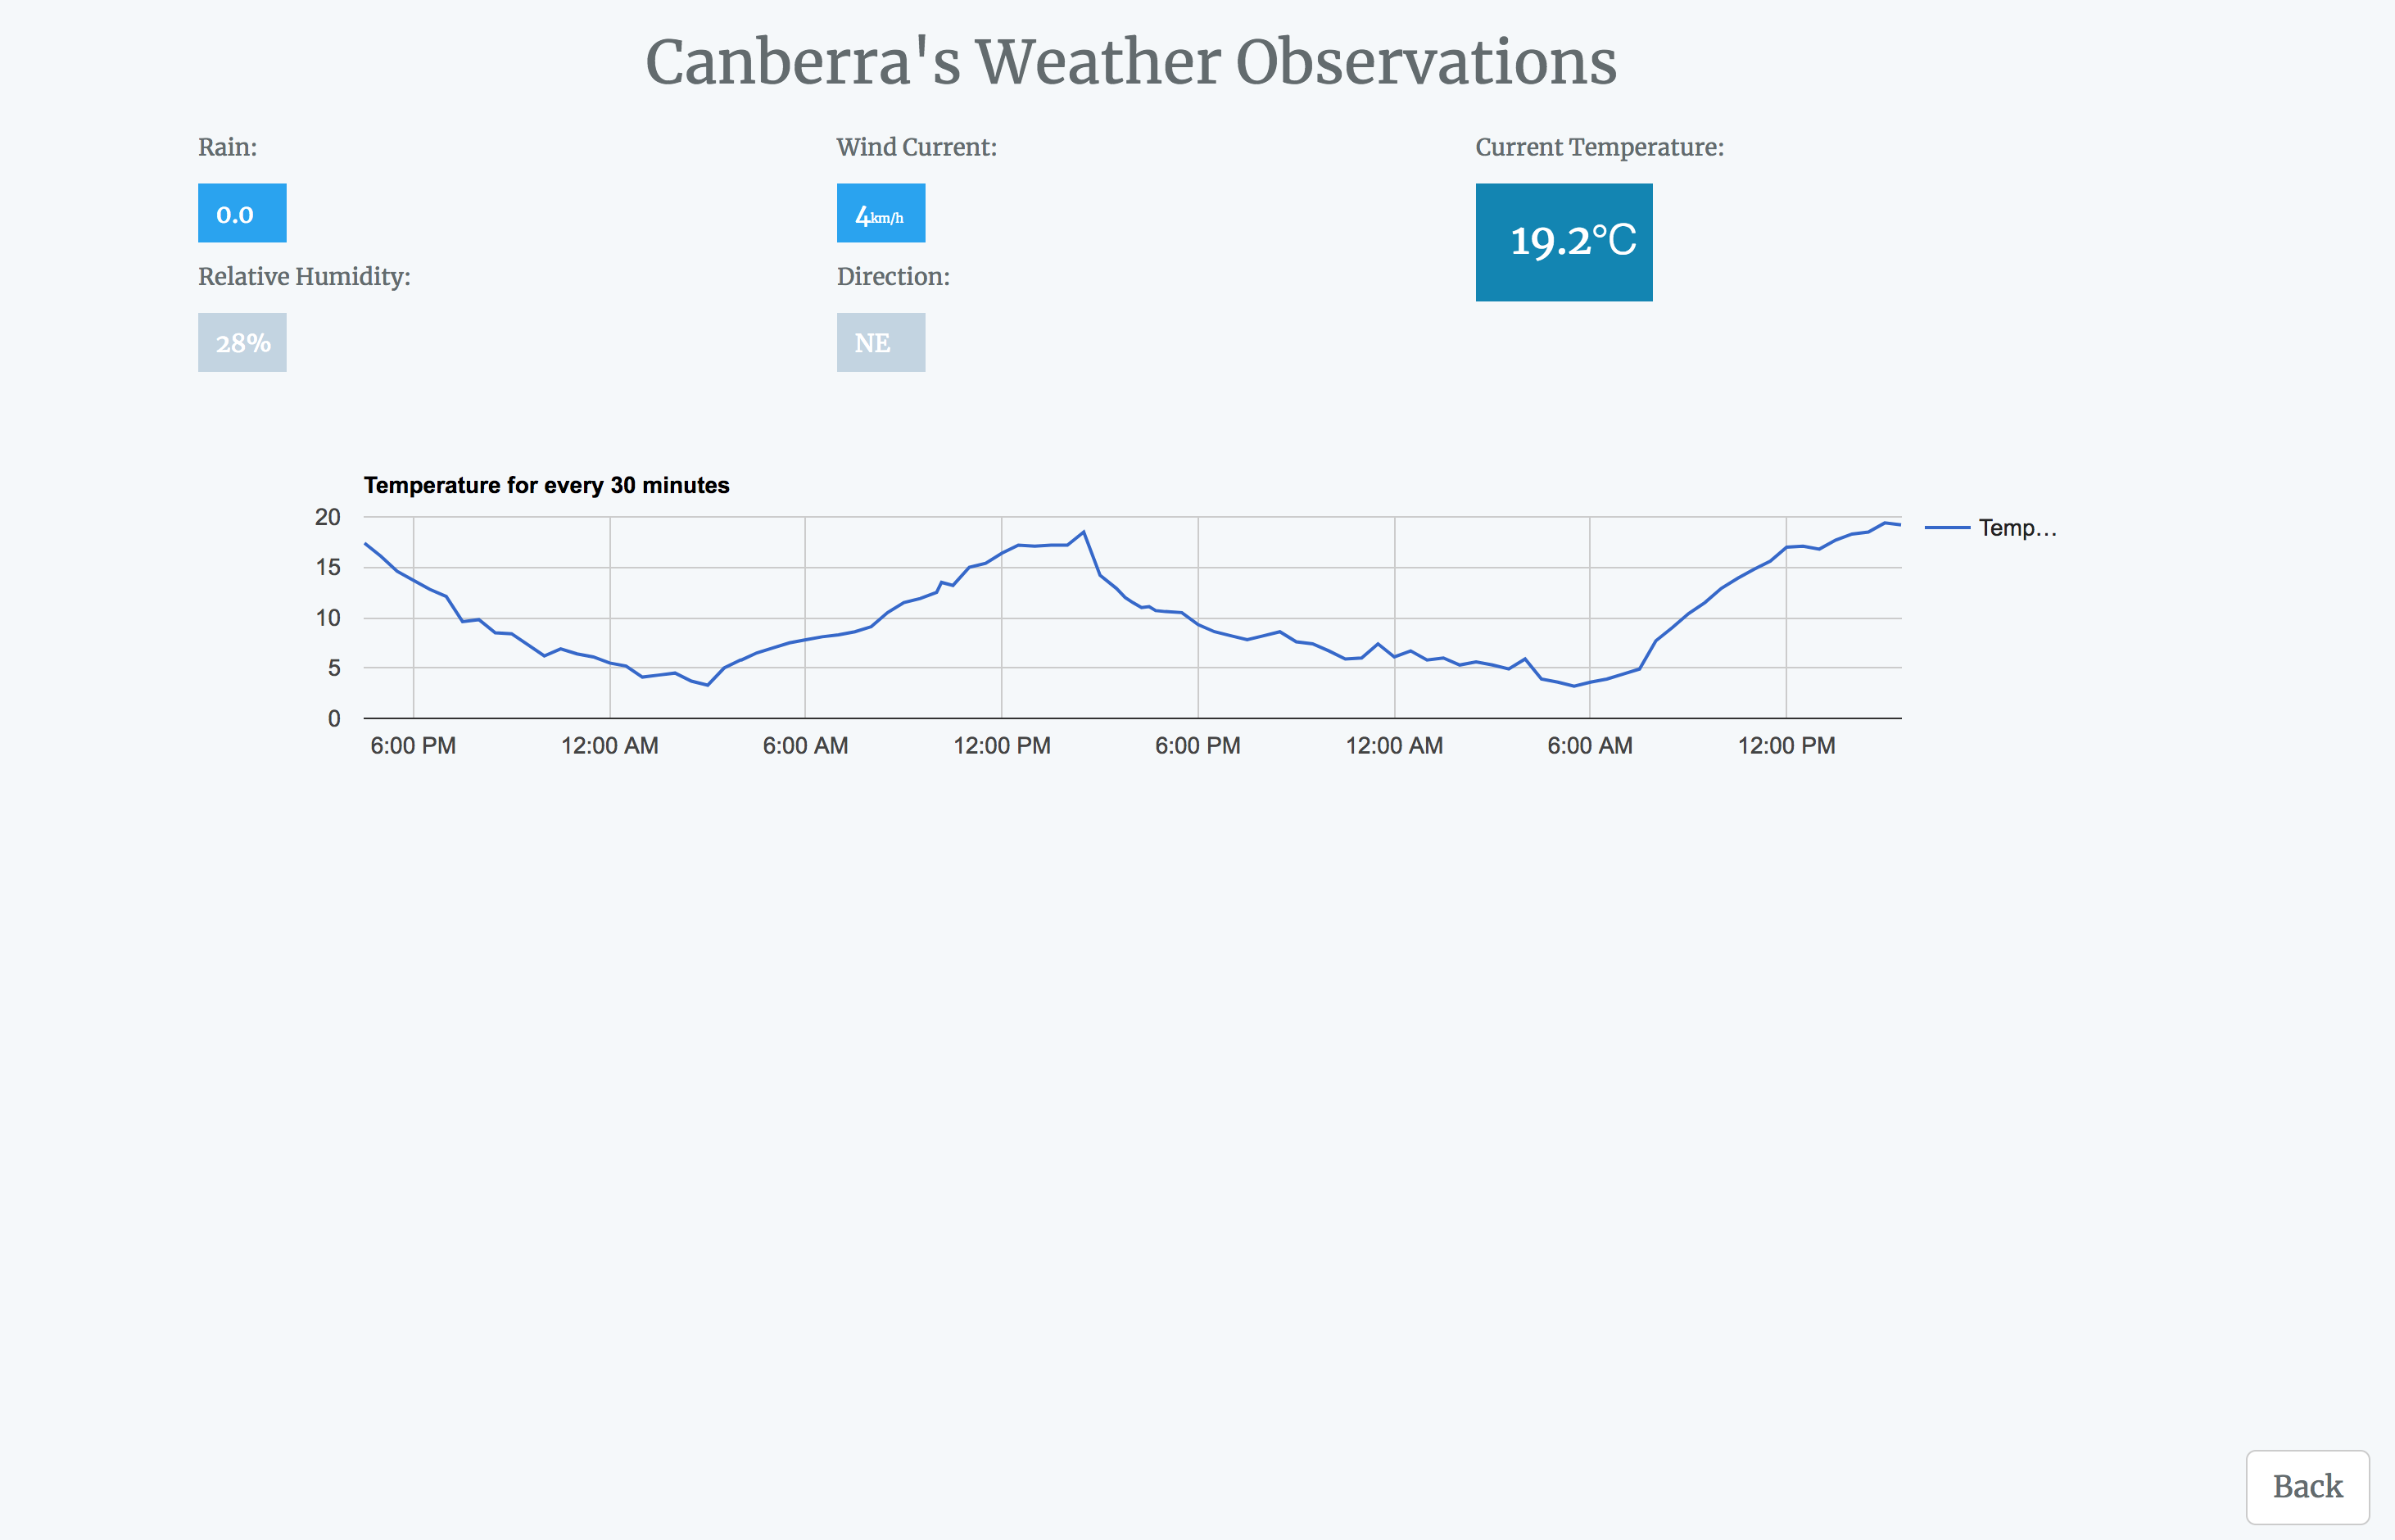 Canberra's Weather Observations
Rain:
0.0
Relative Humidity:
28%
Wind Current:
4km/h
Direction:
NE
Current Temperature:
19.2°C
Temperature for every 30 minutes
20
15
10
5
0
6:00 PM 12:00 AM 6:00 AM 12:00 PM 6:00 PM 12:00 AM 6:00 AM 12:00 PM
Temp...
Back